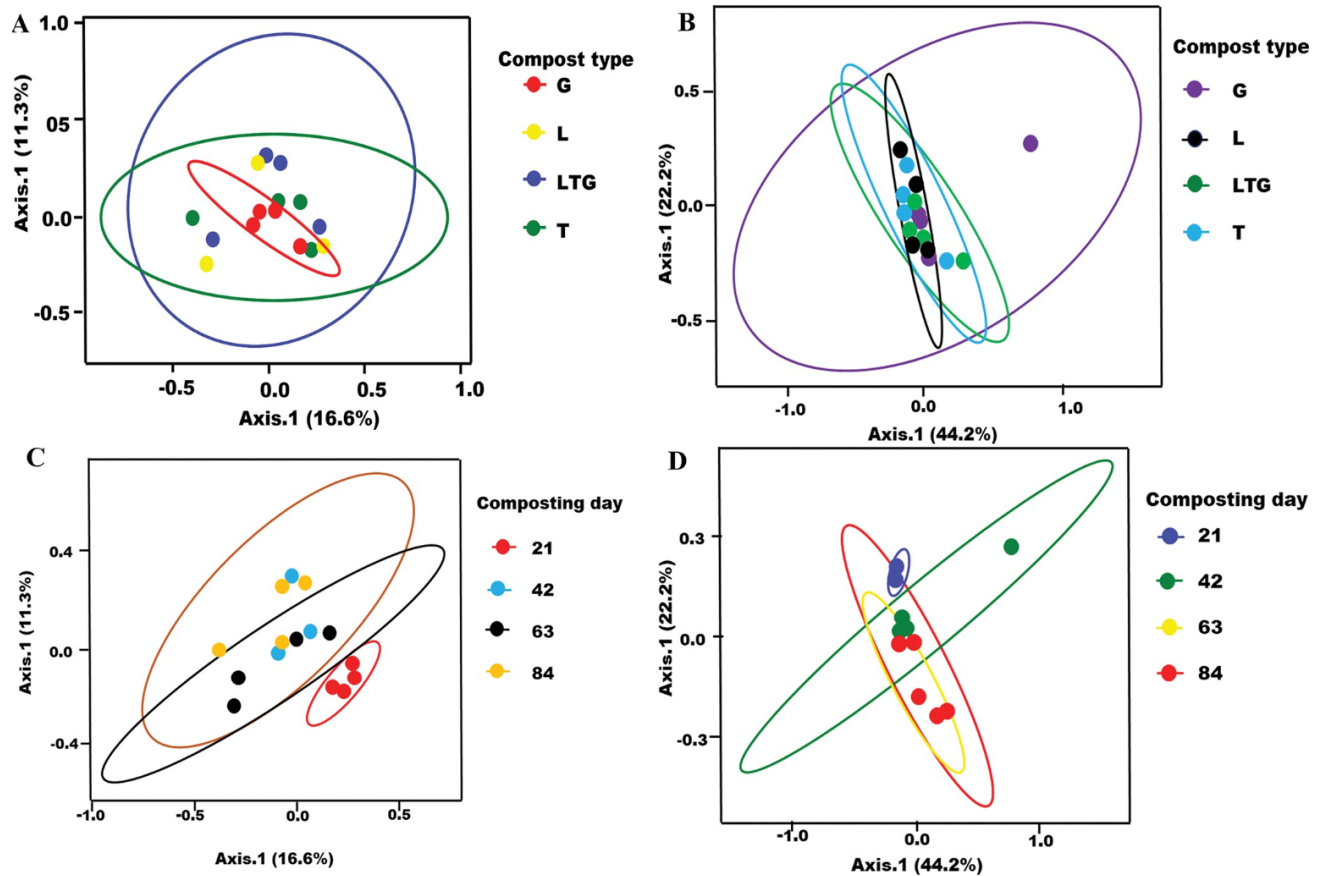 A
1.0
05
0.0
-0.5
Axis.1 (11.3%)
-0.5
0.0
0.5
1.0
Axis.1 (16.6%)
Compost type
G
L
LTG
T
B
0.5
0.0
-0.5
Axis.1 (22.2%)
-1.0
0.0
1.0
Axis.1 (44.2%)
Compost type
G
L
LTG
T
C
0.4
0.0
-0.4
Axis.1 (11.3%)
-1.0
-0.5
0.0
0.5
Axis.1 (16.6%)
Composting day
21
42
63
84
D
0.3
0.0
-0.3
Axis.1 (22.2%)
-1.0
0.0
1.0
Axis.1 (44.2%)
Composting day
21
42
63
84